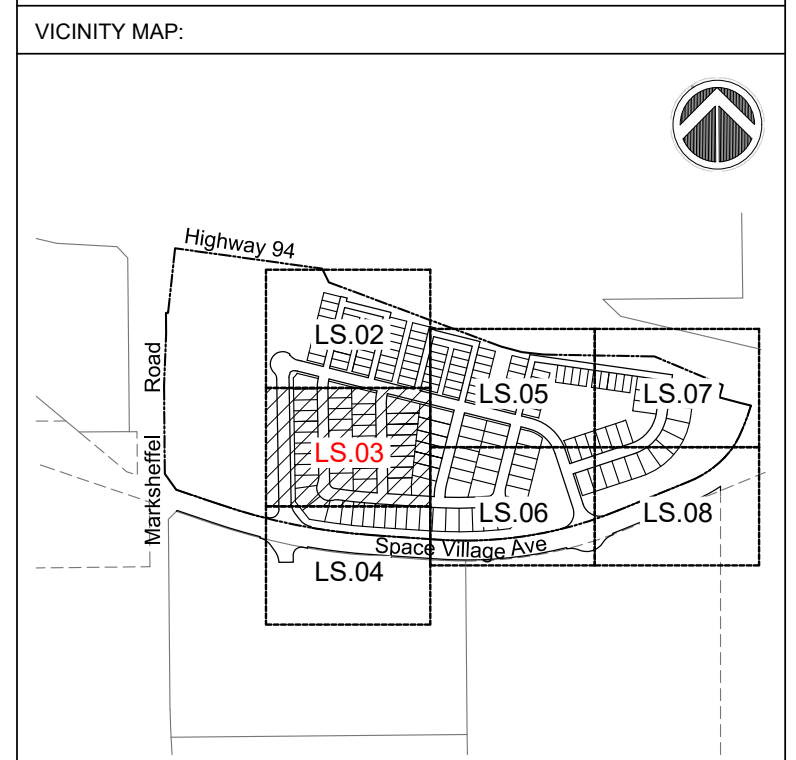 VICINITY MAP:
Highway 94
LS.02
Road
LS.05
LS.07
LS.03
Marksheffel
LS.06
LS.08
Space Village Ave
LS.04